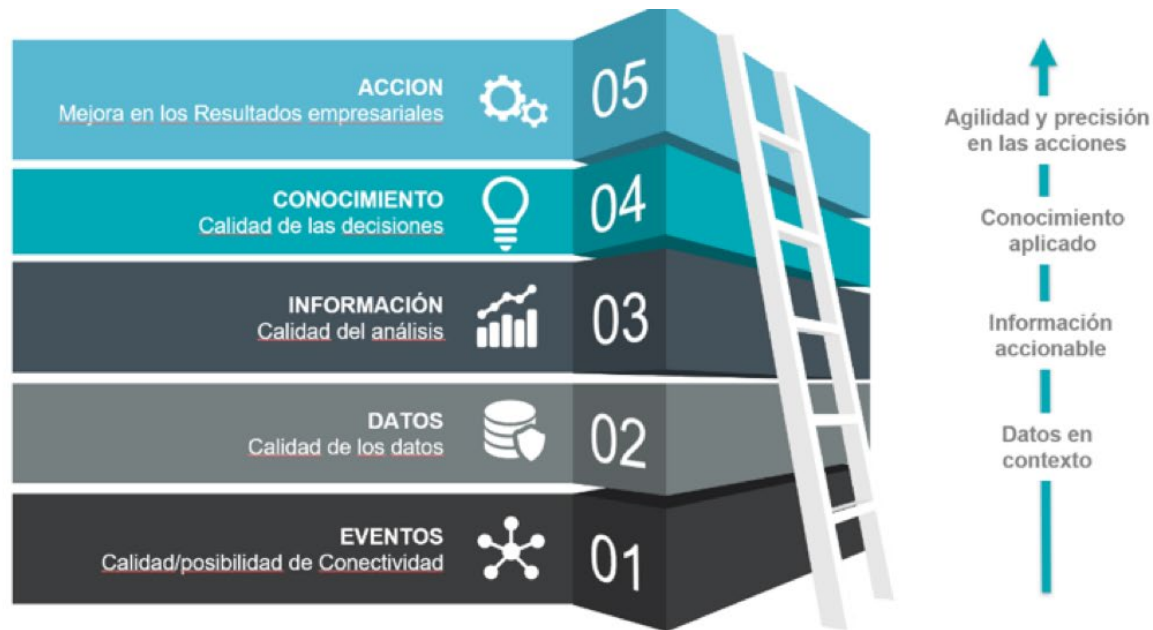 ACCION
Mejora en los Resultados empresariales
05
CONOCIMIENTO
Calidad de las decisiones
04
INFORMACIÓN
Calidad del análisis
03
DATOS
Calidad de los datos
02
EVENTOS
Calidad/posibilidad de Conectividad
01
Agilidad y precisión
en las acciones
Conocimiento
aplicado
Información
accionable
Datos en
contexto